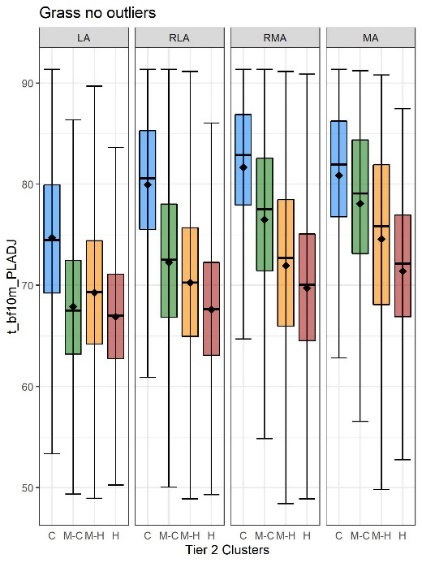 Grass no outliers
LA RLA RMA MA
t_bf10m_PLADJ
90
80
70
60
50
C M-C M-H H C M-C M-H H C M-C M-H H C M-C M-H H
Tier 2 Clusters